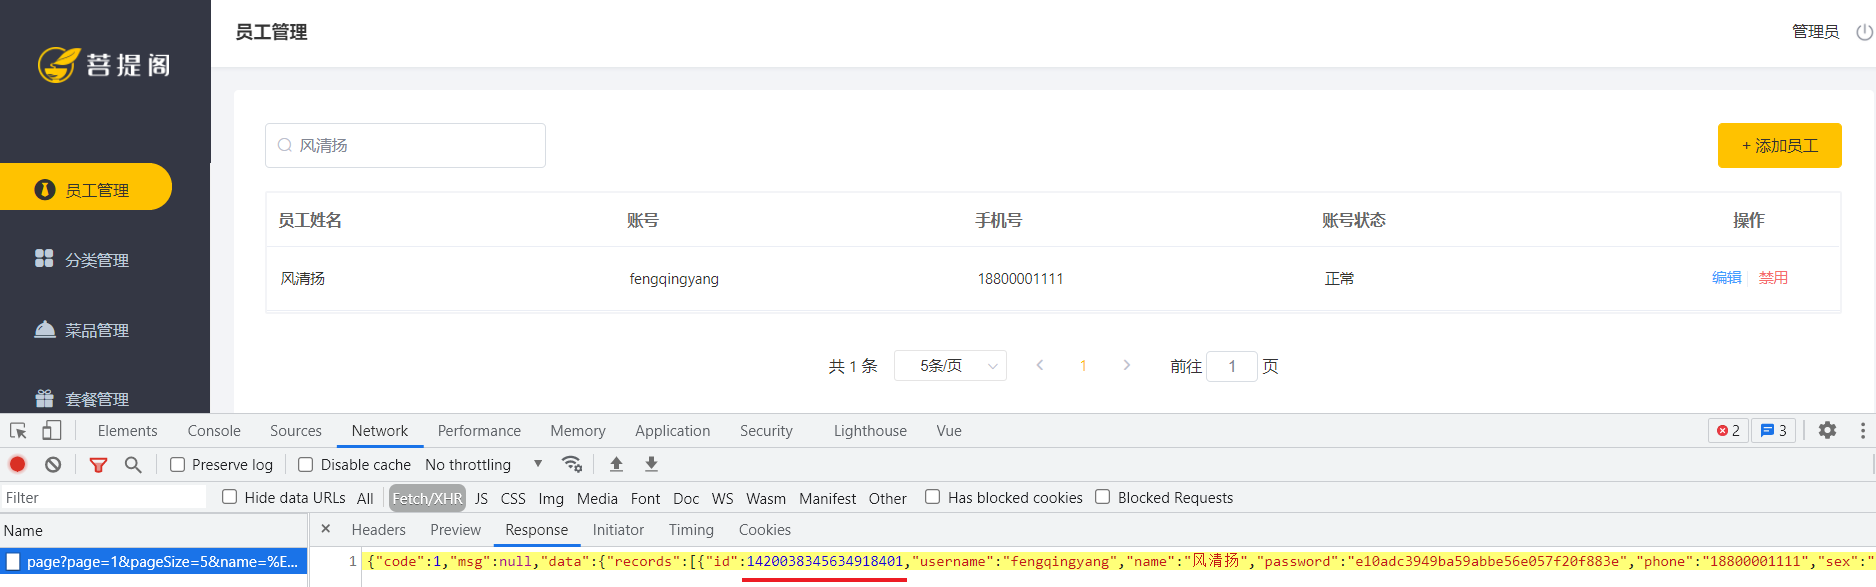 员工管理
管理员
菩提阁
风清扬
+ 添加员工
员工管理
员工姓名 账号 手机号 账号状态 操作
分类管理
风清扬 fengqingyang 18800001111 正常 编辑 禁用
菜品管理
共 1 条 5条/页 1 前往 1 页
套餐管理
Elements Console Sources Network Performance Memory Application Security Lighthouse Vue 2 3
Preserve log Disable cache No throttling
Filter Hide data URLs All Fetch/XHR JS CSS Img Media Font Doc WS Wasm Manifest Other Has blocked cookies Blocked Requests
Name × Headers Preview Response Initiator Timing Cookies
page?page=1&pageSize=5&name=%E...
1 {"code":1,"msg":null,"data":{"records":[{"id":1420038345634918401,"username":"fengqingyang","name":"风清扬","password":"e10adc3949ba59abbe56e057f20f883e","phone":"18800001111","sex":"